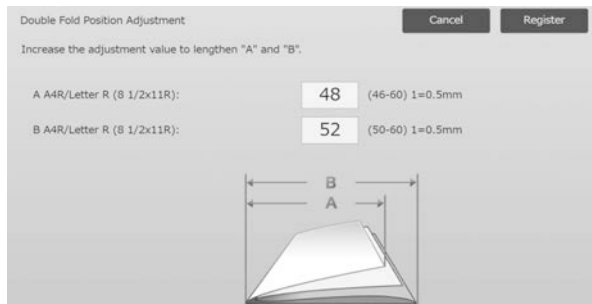 Double Fold Position Adjustment
Cancel
Register
Increase the adjustment value to lengthen "A" and "B".
A A4R/Letter R (8 1/2x11R): 48 (46-60) 1=0.5mm
B A4R/Letter R (8 1/2x11R): 52 (50-60) 1=0.5mm
B
A